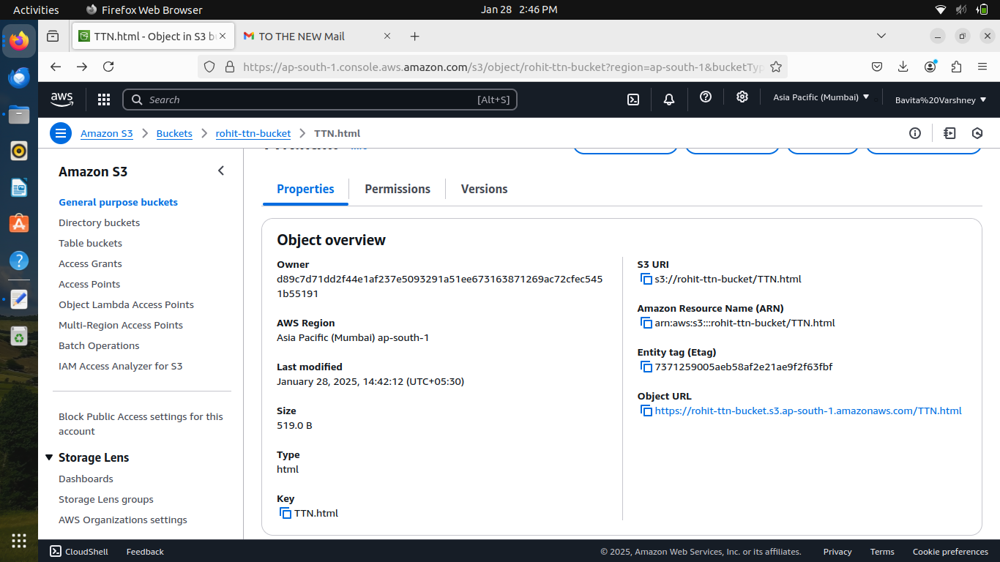 Activities
Firefox Web Browser
Jan 28 2:46 PM
TTN.html - Object in S3 b
TO THE NEW Mail
https://ap-south-1.console.aws.amazon.com/s3/object/rohit-ttn-bucket?region=ap-south-1&bucketTyp
aws
Search
[Alt+S]
Asia Pacific (Mumbai)
Bavita%20Varshney
Amazon S3
Buckets
rohit-ttn-bucket
TTN.html
Amazon S3
General purpose buckets
Directory buckets
Table buckets
Access Grants
Access Points
Object Lambda Access Points
Multi-Region Access Points
Batch Operations
IAM Access Analyzer for S3
Block Public Access settings for this
account
Storage Lens
Dashboards
Storage Lens groups
AWS Organizations settings
Properties
Permissions
Versions
Object overview
Owner
d89c7d71dd2f44e1af237e5093291a51ee673163871269ac72cfec545
1b55191
AWS Region
Asia Pacific (Mumbai) ap-south-1
Last modified
January 28, 2025, 14:42:12 (UTC+05:30)
Size
519.0 B
Type
html
Key
TTN.html
S3 URI
s3://rohit-ttn-bucket/TTN.html
Amazon Resource Name (ARN)
arn:aws:s3:::rohit-ttn-bucket/TTN.html
Entity tag (Etag)
7371259005aeb58af2e21ae9f2f63fbf
Object URL
https://rohit-ttn-bucket.s3.ap-south-1.amazonaws.com/TTN.html
CloudShell
Feedback
© 2025, Amazon Web Services, Inc. or its affiliates.
Privacy
Terms
Cookie preferences